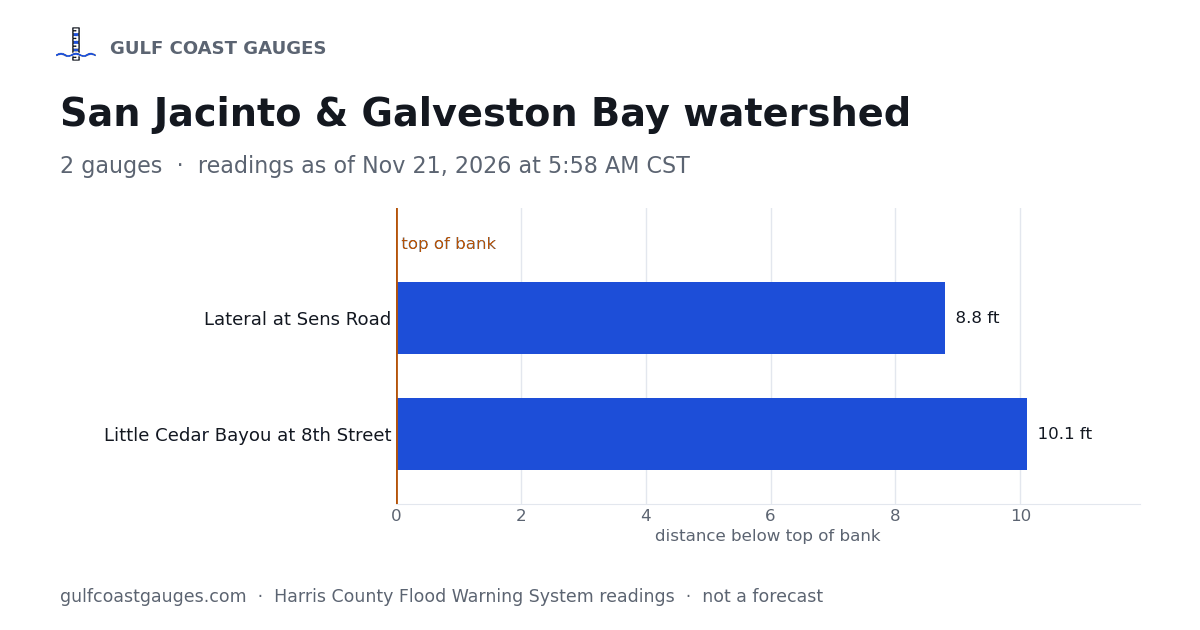 GULF COAST GAUGES
San Jacinto & Galveston Bay watershed
2 gauges · readings as of Nov 21, 2026 at 5:58 AM CST
top of bank
Lateral at Sens Road 8.8 ft
Little Cedar Bayou at 8th Street 10.1 ft
0 2 4 6 8 10
distance below top of bank
gulfcoastgauges.com · Harris County Flood Warning System readings · not a forecast